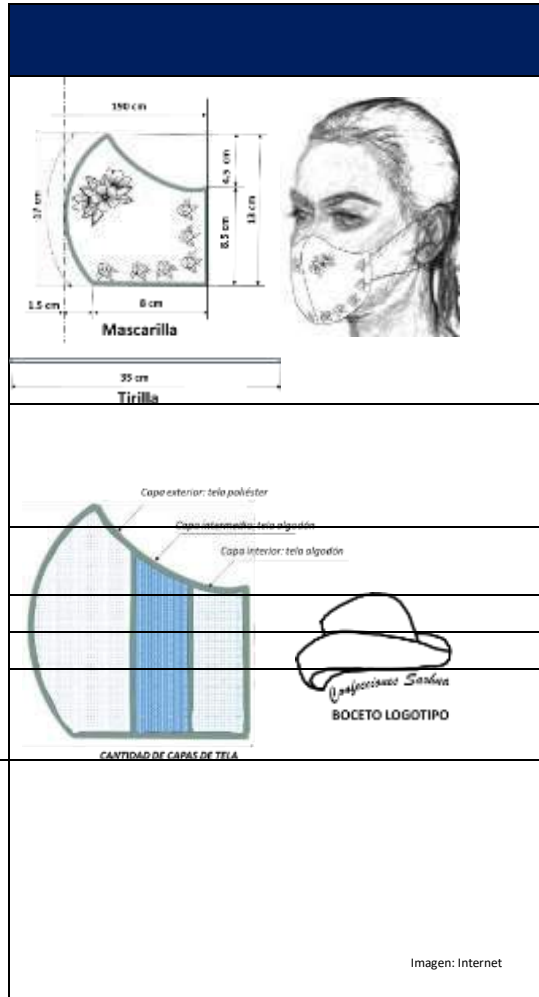 190 cm
17 cm
4.5 cm
8.5 cm
13 cm
1.5 cm
8 cm
Mascarilla
35 cm
Tirilla
Capa exterior: tela poliéster
Capa intermedia: tela algodón
Capa interior: tela algodón
Confecciones Sashua
BOCETO LOGOTIPO
CANTIDAD DE CAPAS DE TELA
Imagen: Internet